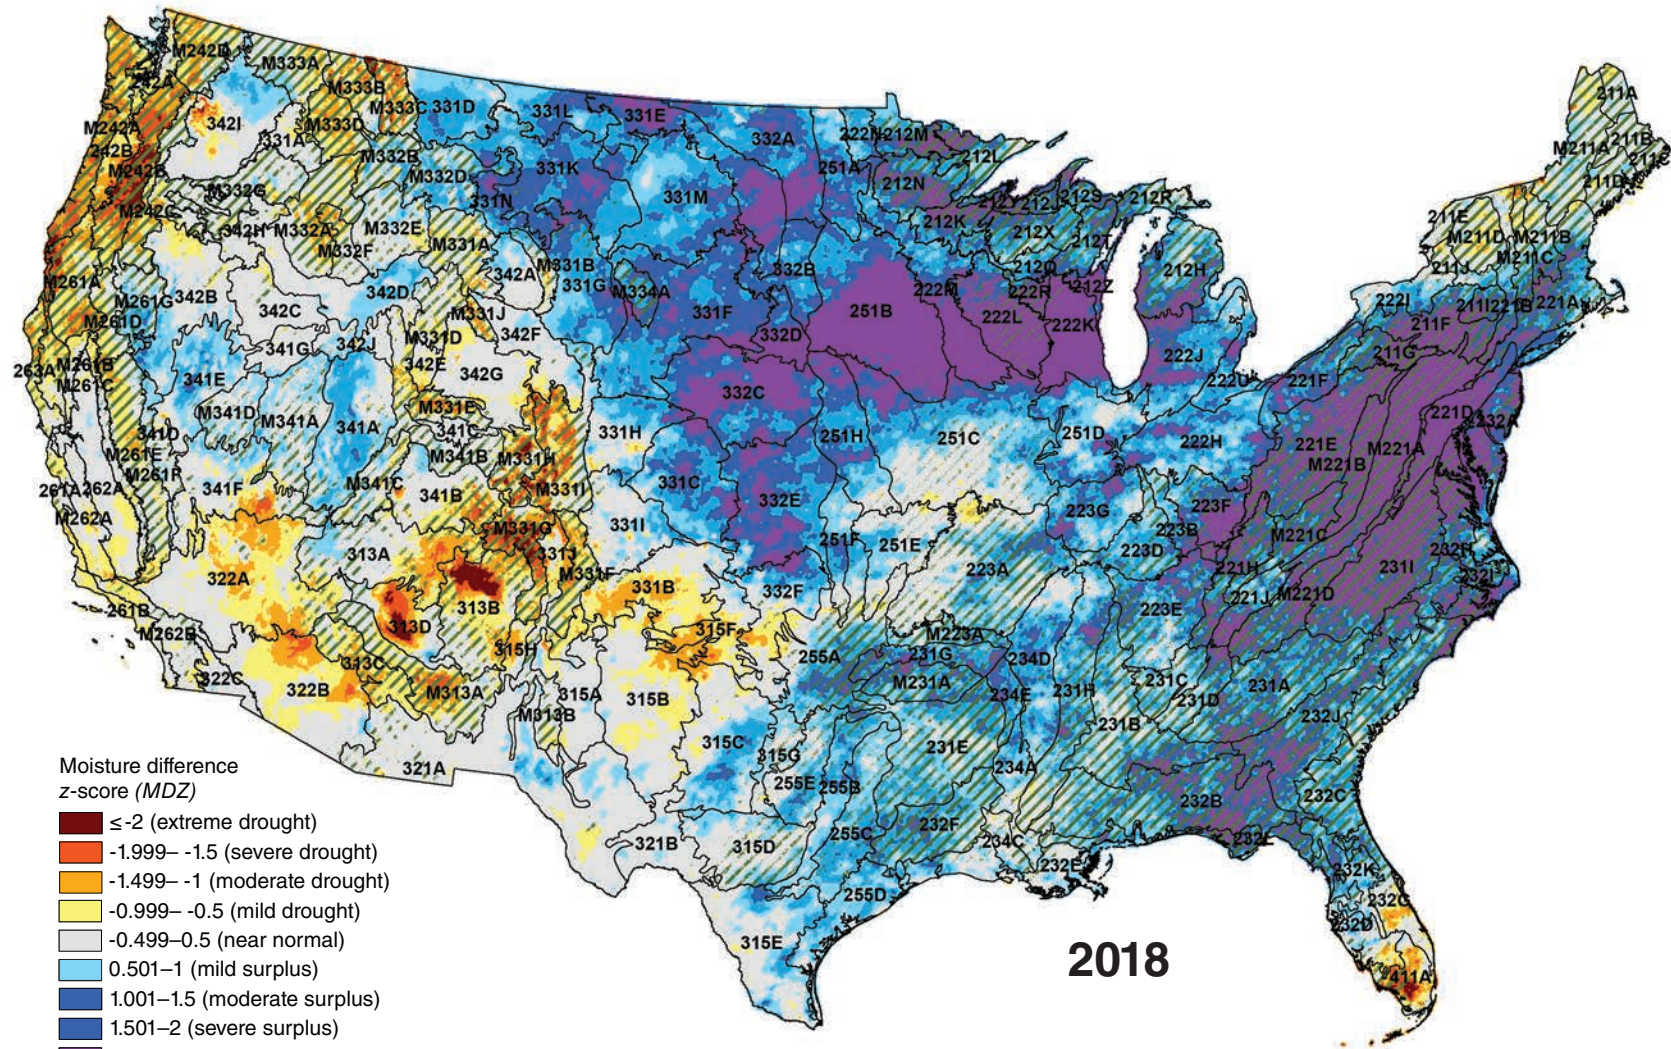 M242D
M333A
242A
M333B
M333C
331D
331L
331E
332A
222N
212M
211A
342I
M333D
M242A
331A
242B
M332B
331K
251A
212L
211B
M211A
211C
M242B
M332D
212N
211D
M332G
331N
331M
212Y
212J
212S
212R
M242C
212K
211E
342H
M332A
M332E
M332F
M331A
212X
212T
M211D
M211B
M211C
342A
M331B
332B
212Q
212H
211J
M261A
342D
331G
M334A
222M
222R
212Z
M261G
342B
222I
M261D
342C
M331J
331F
251B
222L
222K
211I
221B
221A
211F
M331D
342F
332D
341G
342J
211G
222J
263A
M261B
M261C
342E
342G
341E
222U
221F
332C
M331E
M341D
M341A
341A
341C
221D
232A
341D
331H
251H
251C
251D
222H
221E
M261E
M341B
M331H
M221B
M221A
M261F
341F
M341C
341B
M331I
331C
332E
261A
262A
223F
M262A
M331G
331I
223G
223B
313A
331J
251F
251E
223D
M221C
232H
322A
M331F
223A
221H
231I
232I
331B
332F
313B
221J
M221D
261B
313D
223E
M262B
315F
M223A
315H
255A
231G
234D
313C
322C
322B
M313A
315A
315B
M231A
234E
231H
231C
231D
231A
M313B
231B
232J
315C
315G
231E
321A
234A
255E
255B
232B
232C
321B
315D
255C
232F
234C
232L
232E
232K
255D
232G
232D
315E
411A
2018
Moisture difference
z-score (MDZ)
≤-2 (extreme drought)
-1.999– -1.5 (severe drought)
-1.499– -1 (moderate drought)
-0.999– -0.5 (mild drought)
-0.499–0.5 (near normal)
0.501–1 (mild surplus)
1.001–1.5 (moderate surplus)
1.501–2 (severe surplus)